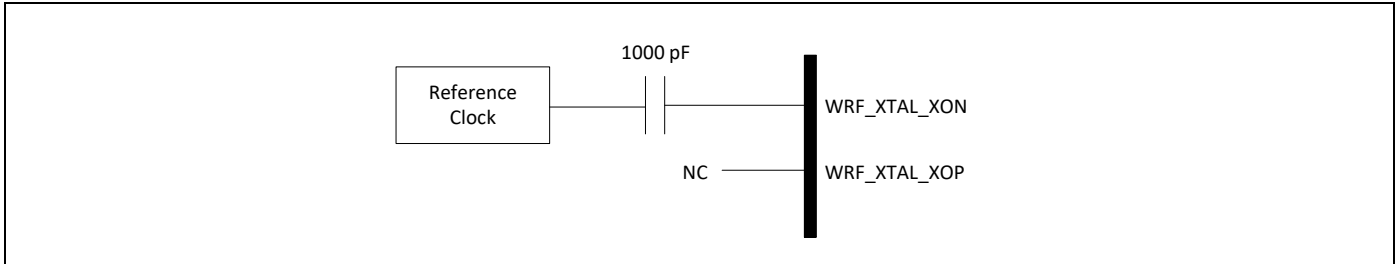 1000 pF
Reference
Clock
WRF_XTAL_XON
NC
WRF_XTAL_XOP